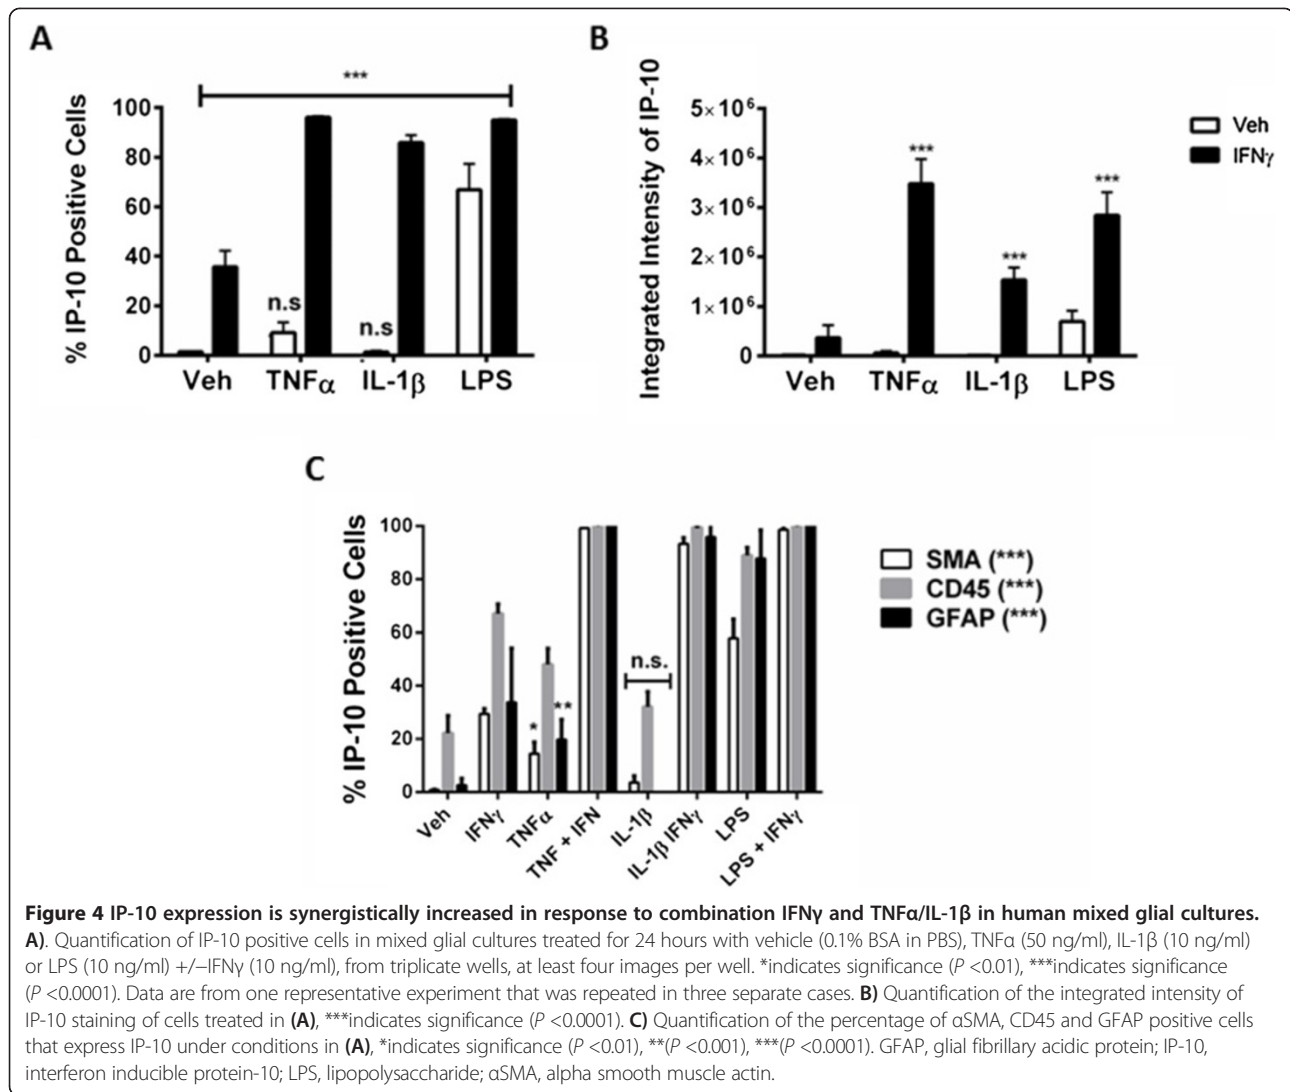 A
***
% IP-10 Positive Cells
100
80
60
40
20
0
n.s
n.s
Veh TNFα IL-1β LPS
B
Integrated Intensity of IP-10
5×10⁶
4×10⁶
3×10⁶
2×10⁶
1×10⁶
0
***
***
***
Veh TNFα IL-1β LPS
Veh
IFNγ
C
% IP-10 Positive Cells
100
80
60
40
20
0
*
**
n.s.
Veh IFNγ TNFα TNF + IFN IL-1β IL-1β IFNγ LPS LPS + IFNγ
SMA (***)
CD45 (***)
GFAP (***)
Figure 4 IP-10 expression is synergistically increased in response to combination IFNγ and TNFα/IL-1β in human mixed glial cultures.
A). Quantification of IP-10 positive cells in mixed glial cultures treated for 24 hours with vehicle (0.1% BSA in PBS), TNFα (50 ng/ml), IL-1β (10 ng/ml)
or LPS (10 ng/ml) +/−IFNγ (10 ng/ml), from triplicate wells, at least four images per well. *indicates significance (P <0.01), ***indicates significance
(P <0.0001). Data are from one representative experiment that was repeated in three separate cases. B) Quantification of the integrated intensity of
IP-10 staining of cells treated in (A), ***indicates significance (P <0.0001). C) Quantification of the percentage of αSMA, CD45 and GFAP positive cells
that express IP-10 under conditions in (A), *indicates significance (P <0.01), **(P <0.001), ***(P <0.0001). GFAP, glial fibrillary acidic protein; IP-10,
interferon inducible protein-10; LPS, lipopolysaccharide; αSMA, alpha smooth muscle actin.